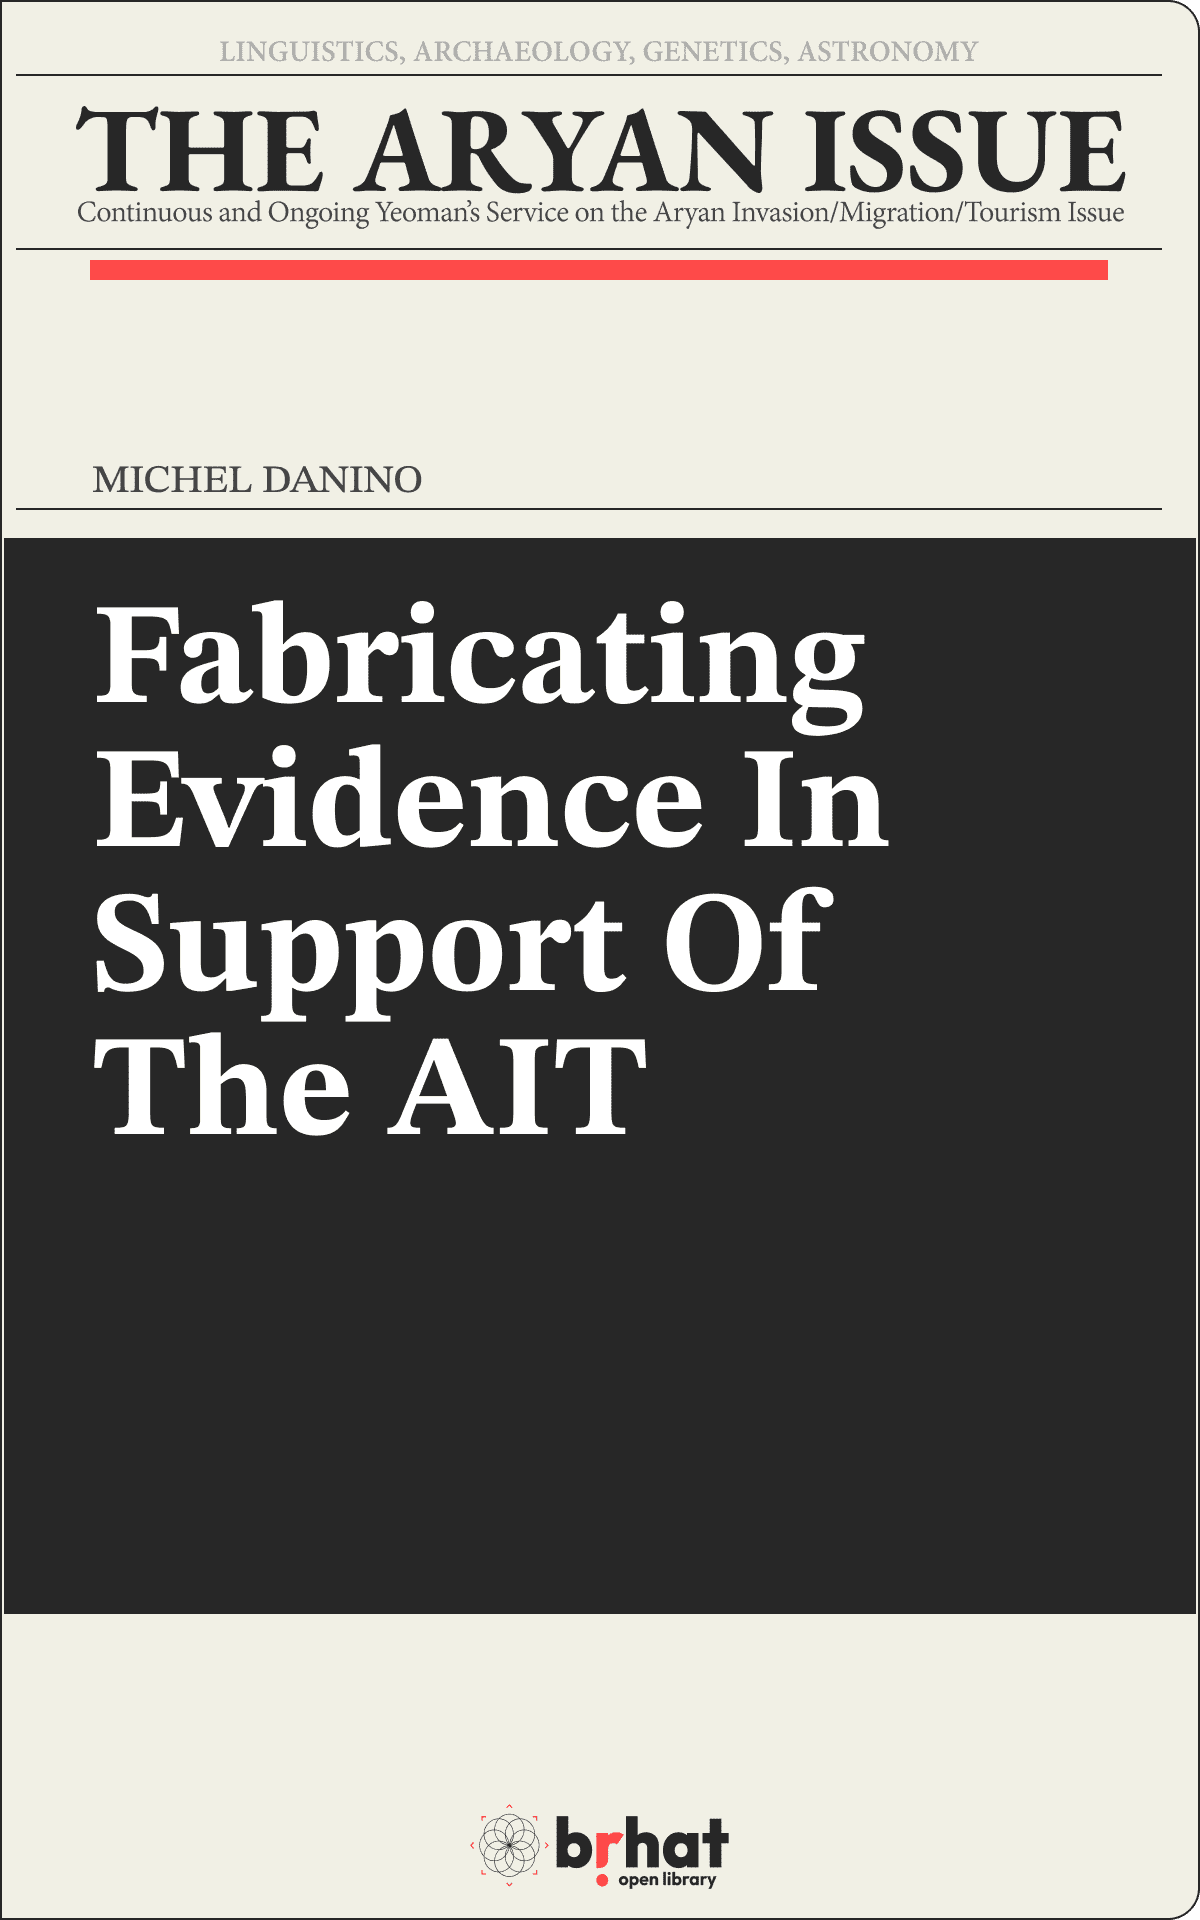 LINGUISTICS, ARCHAEOLOGY, GENETICS, ASTRONOMY
THE ARYAN ISSUE
Continuous and Ongoing Yeoman's Service on the Aryan Invasion/Migration/Tourism Issue
MICHEL DANINO
Fabricating
Evidence In
Support Of
The AIT
bṛhat
open library